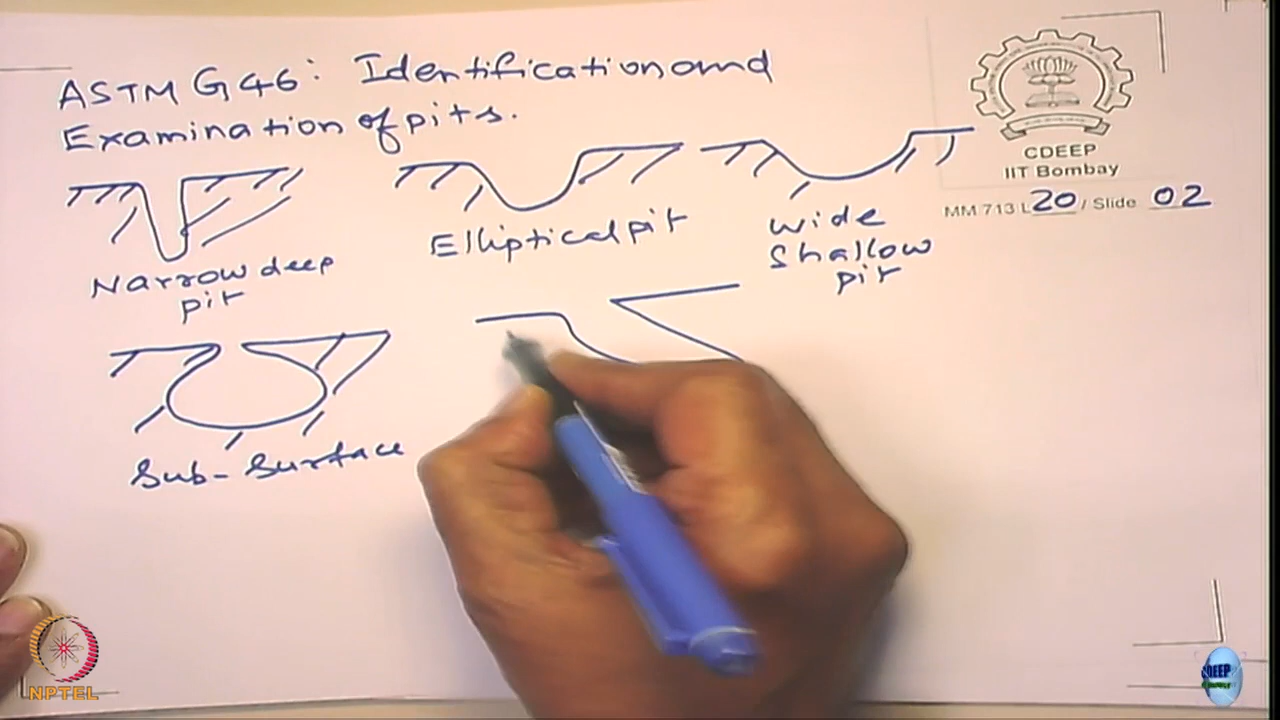 ASTM G46: Identification and
Examination of pits.
CDEEP
IIT Bombay
MM 713 L 20 / Slide 02
Narrow deep
pit
Elliptical pit
Wide
Shallow
pit
Sub-Surface
NPTEL
CDEEP